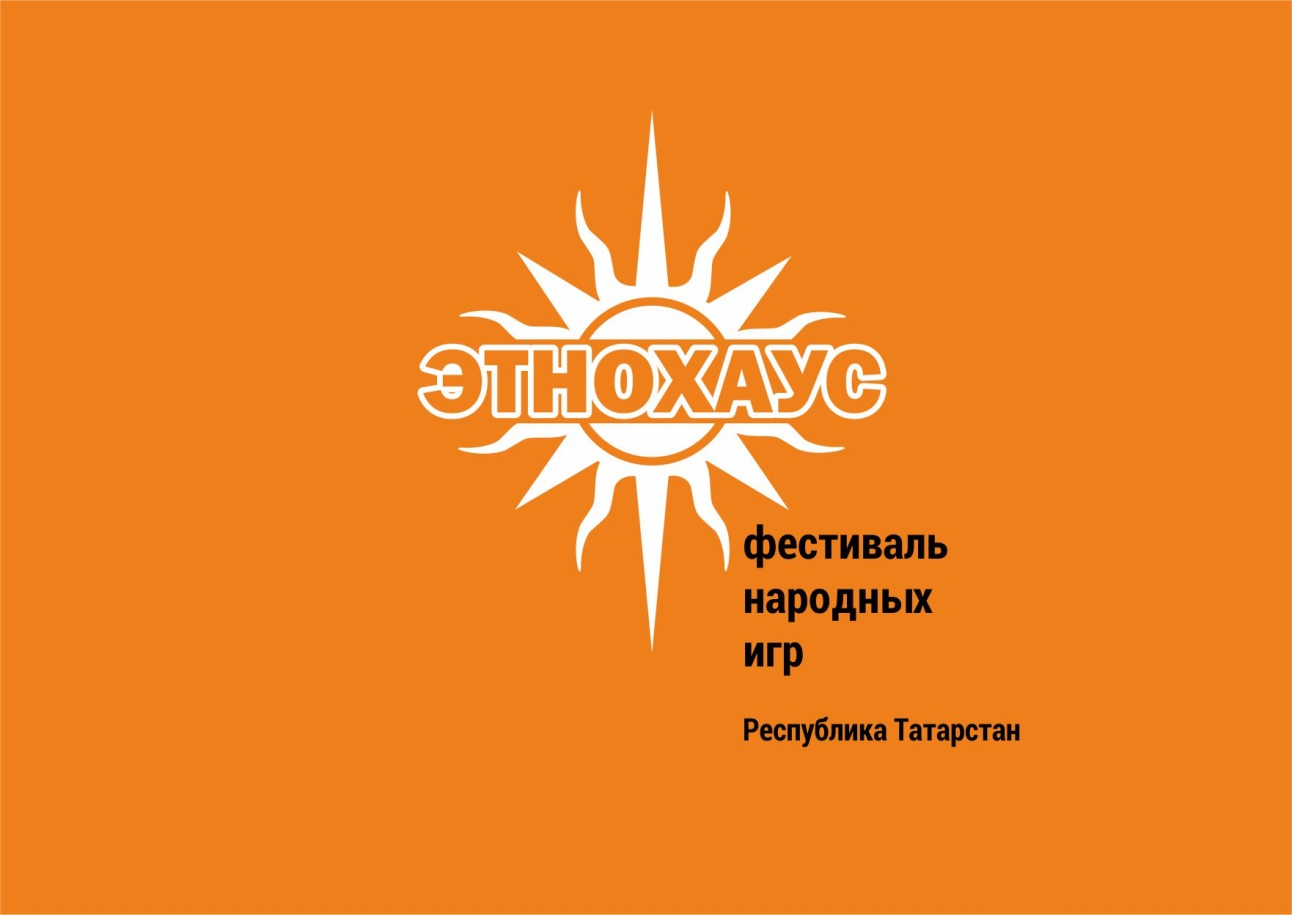 ЭТНОХАУС
фестиваль
народных
игр
Республика Татарстан